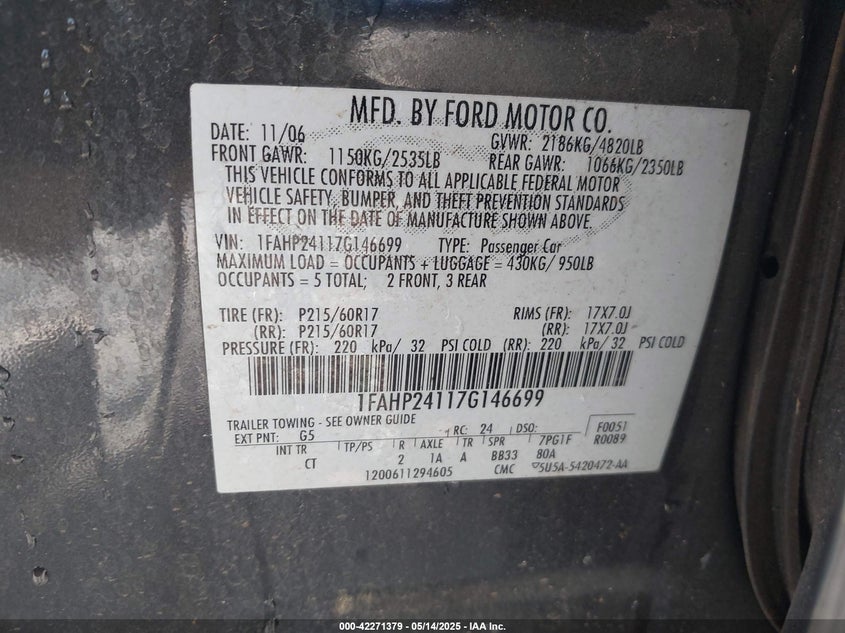 MFD. BY FORD MOTOR CO.
DATE: 11/06 GVWR: 2186KG/4820LB
FRONT GAWR: 1150KG/2535LB REAR GAWR: 1066KG/2350LB
THIS VEHICLE CONFORMS TO ALL APPLICABLE FEDERAL MOTOR
VEHICLE SAFETY, BUMPER, AND THEFT PREVENTION STANDARDS
IN EFFECT ON THE DATE OF MANUFACTURE SHOWN ABOVE.
VIN: 1FAHP24117G146699 TYPE: Passenger Car
MAXIMUM LOAD = OCCUPANTS + LUGGAGE = 430KG/ 950LB
OCCUPANTS = 5 TOTAL; 2 FRONT, 3 REAR
TIRE (FR): P215/60R17 RIMS (FR): 17X7.0J
(RR): P215/60R17 (RR): 17X7.0J
PRESSURE (FR): 220 kPa/ 32 PSI COLD (RR): 220 kPa/ 32 PSI COLD
1FAHP24117G146699
TRAILER TOWING - SEE OWNER GUIDE
EXT PNT: G5 RC: 24 DSO: F0051
INT TR TP/PS R AXLE TR SPR 7PG1F R0089
CT 2 1A A BB33 80A
1200611294605 CMC 5U5A-5420472-AA
000-42271379 - 05/14/2025 - IAA Inc.